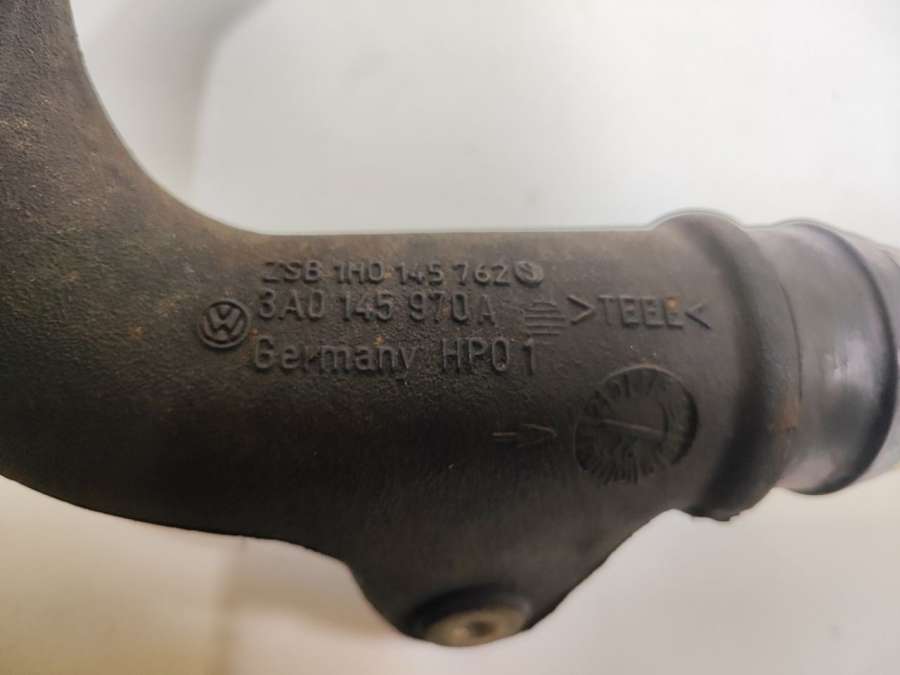 ZSB 1H0 145 762
3A0 145 970A >TEEE<
Germany HP01